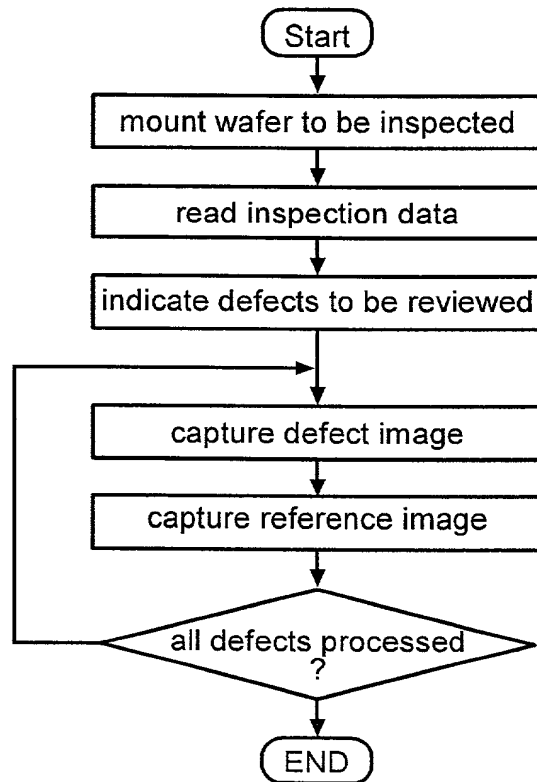 Start
mount wafer to be inspected
read inspection data
indicate defects to be reviewed
capture defect image
capture reference image
all defects processed
?
END